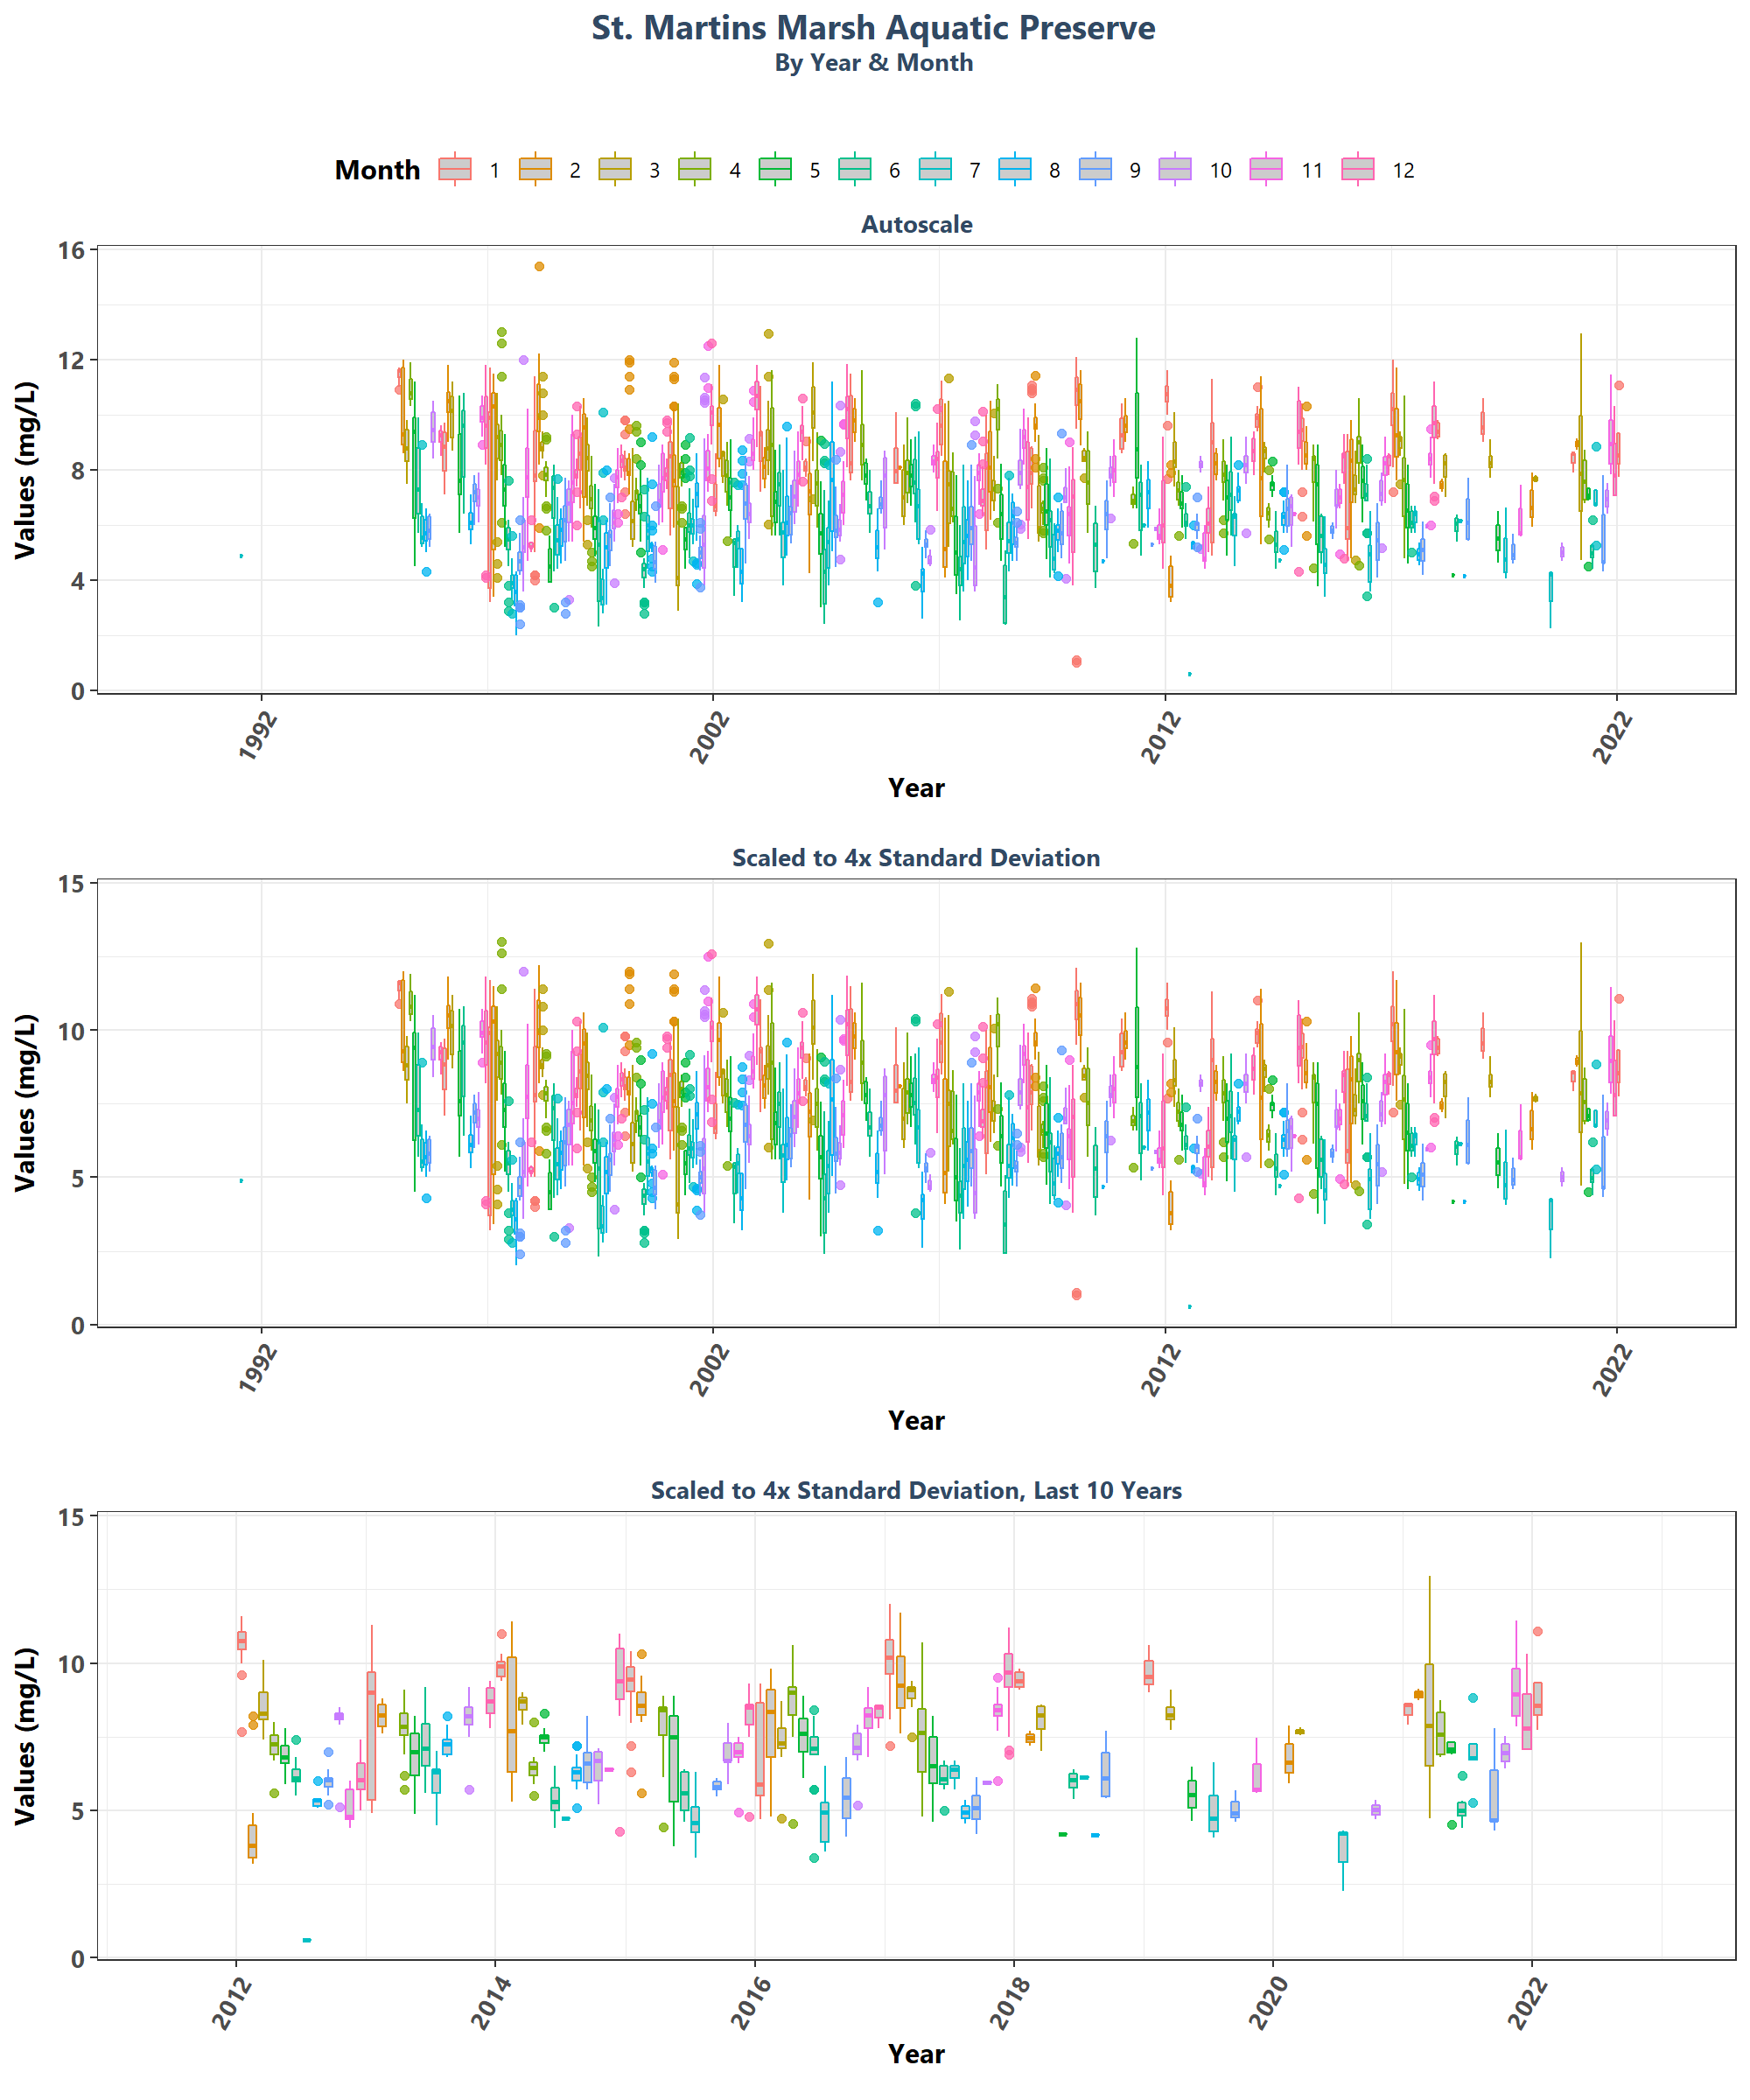 St. Martins Marsh Aquatic Preserve
By Year & Month
Month 1 2 3 4 5 6 7 8 9 10 11 12
Autoscale
Values (mg/L)
16
12
8
4
0
1992 2002 2012 2022
Year
Scaled to 4x Standard Deviation
Values (mg/L)
15
10
5
0
1992 2002 2012 2022
Year
Scaled to 4x Standard Deviation, Last 10 Years
Values (mg/L)
15
10
5
0
2012 2014 2016 2018 2020 2022
Year